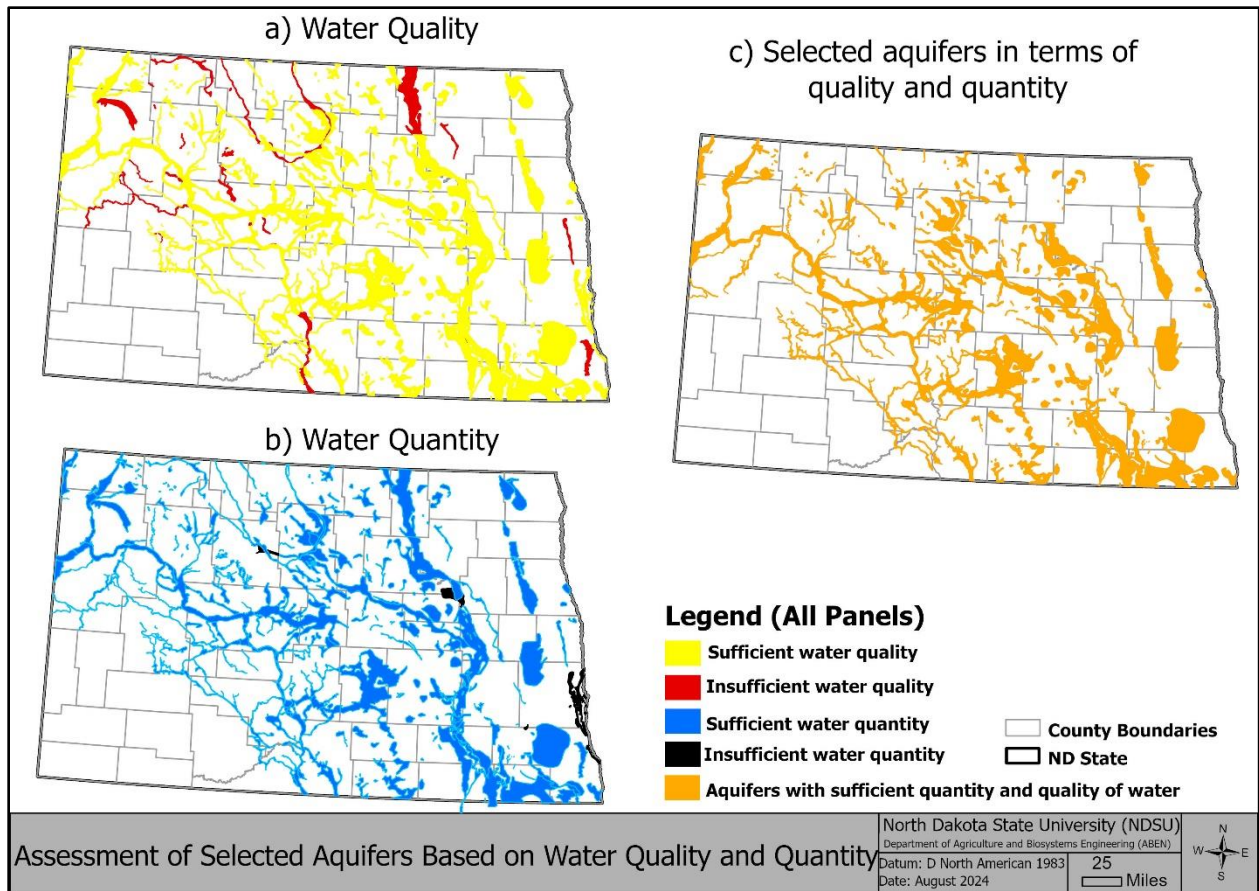 a) Water Quality
c) Selected aquifers in terms of
quality and quantity
b) Water Quantity
Legend (All Panels)
Sufficient water quality
Insufficient water quality
Sufficient water quantity
Insufficient water quantity
Aquifers with sufficient quantity and quality of water
County Boundaries
ND State
Assessment of Selected Aquifers Based on Water Quality and Quantity
North Dakota State University (NDSU)
Department of Agriculture and Biosystems Engineering (ABEN)
Datum: D North American 1983
Date: August 2024
25
Miles
N
W
E
S